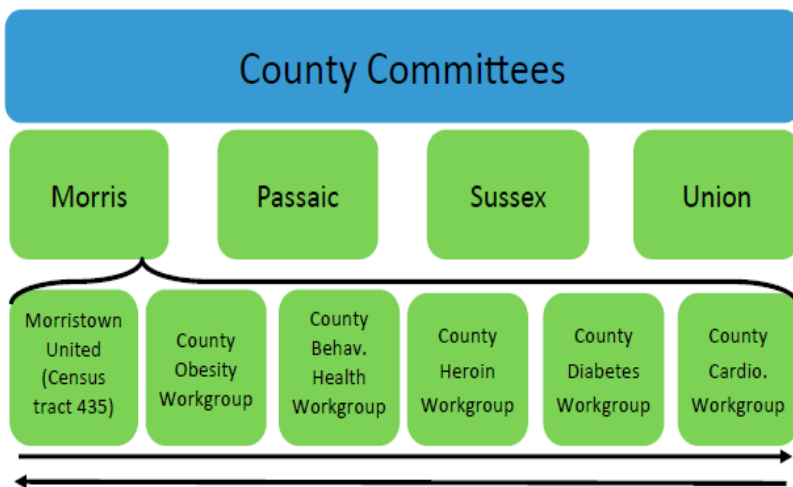 County Committees
Morris
Passaic
Sussex
Union
Morristown
United
(Census
tract 435)
County
Obesity
Workgroup
County
Behav.
Health
Workgroup
County
Heroin
Workgroup
County
Diabetes
Workgroup
County
Cardio.
Workgroup